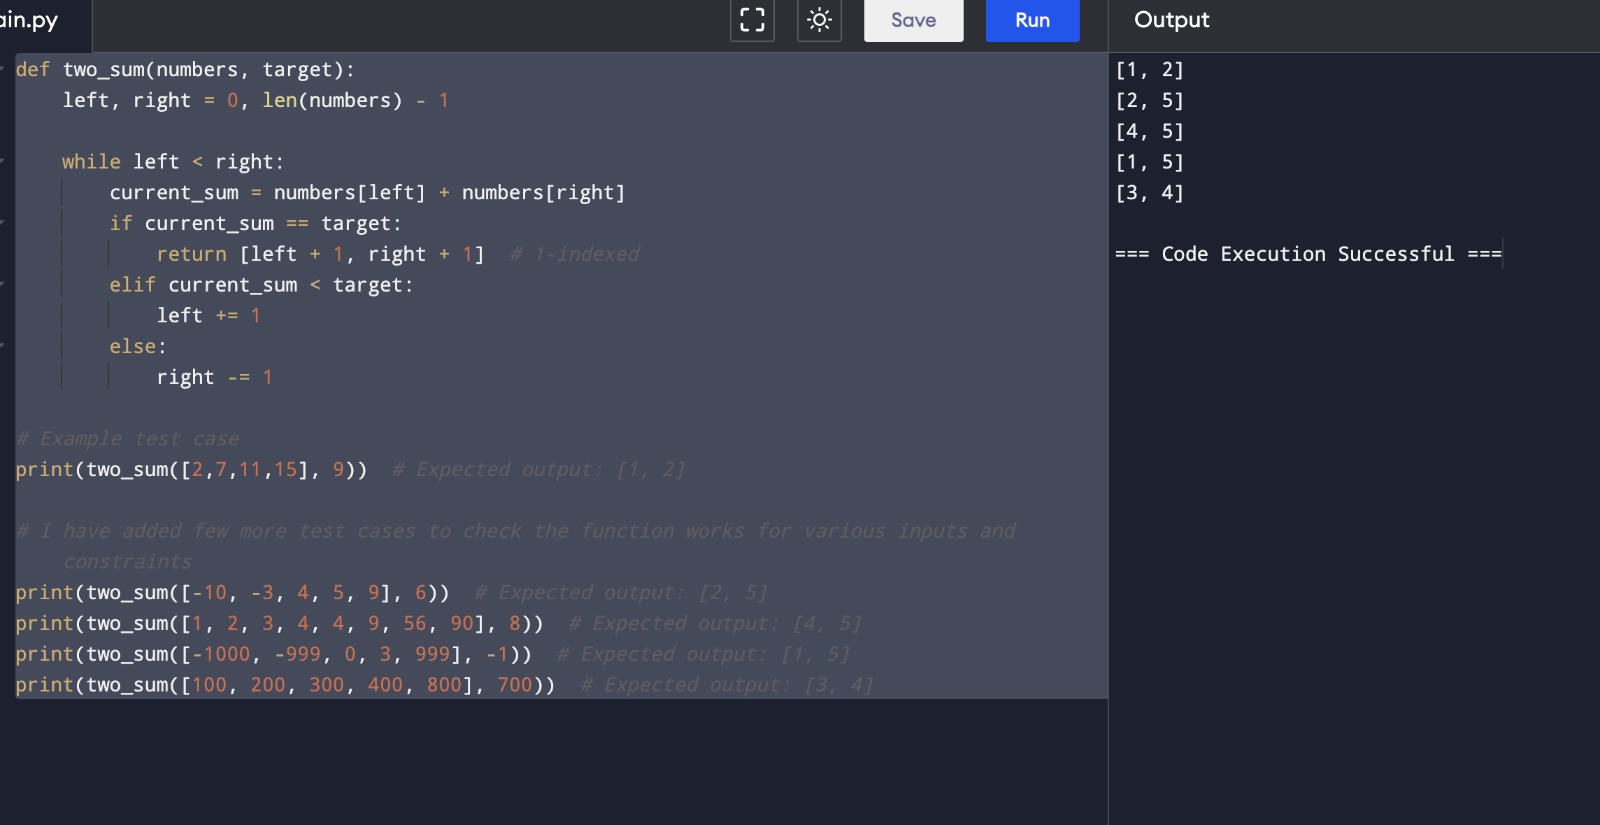 ain.py
Save
Run
Output
def two_sum(numbers, target):
    left, right = 0, len(numbers) - 1
    while left < right:
        current_sum = numbers[left] + numbers[right]
        if current_sum == target:
            return [left + 1, right + 1]  # 1-indexed
        elif current_sum < target:
            left += 1
        else:
            right -= 1
# Example test case
print(two_sum([2,7,11,15], 9))  # Expected output: [1, 2]
# I have added few more test cases to check the function works for various inputs and
    constraints
print(two_sum([-10, -3, 4, 5, 9], 6))  # Expected output: [2, 5]
print(two_sum([1, 2, 3, 4, 4, 9, 56, 90], 8))  # Expected output: [4, 5]
print(two_sum([-1000, -999, 0, 3, 999], -1))  # Expected output: [1, 5]
print(two_sum([100, 200, 300, 400, 800], 700))  # Expected output: [3, 4]
[1, 2]
[2, 5]
[4, 5]
[1, 5]
[3, 4]
=== Code Execution Successful ===